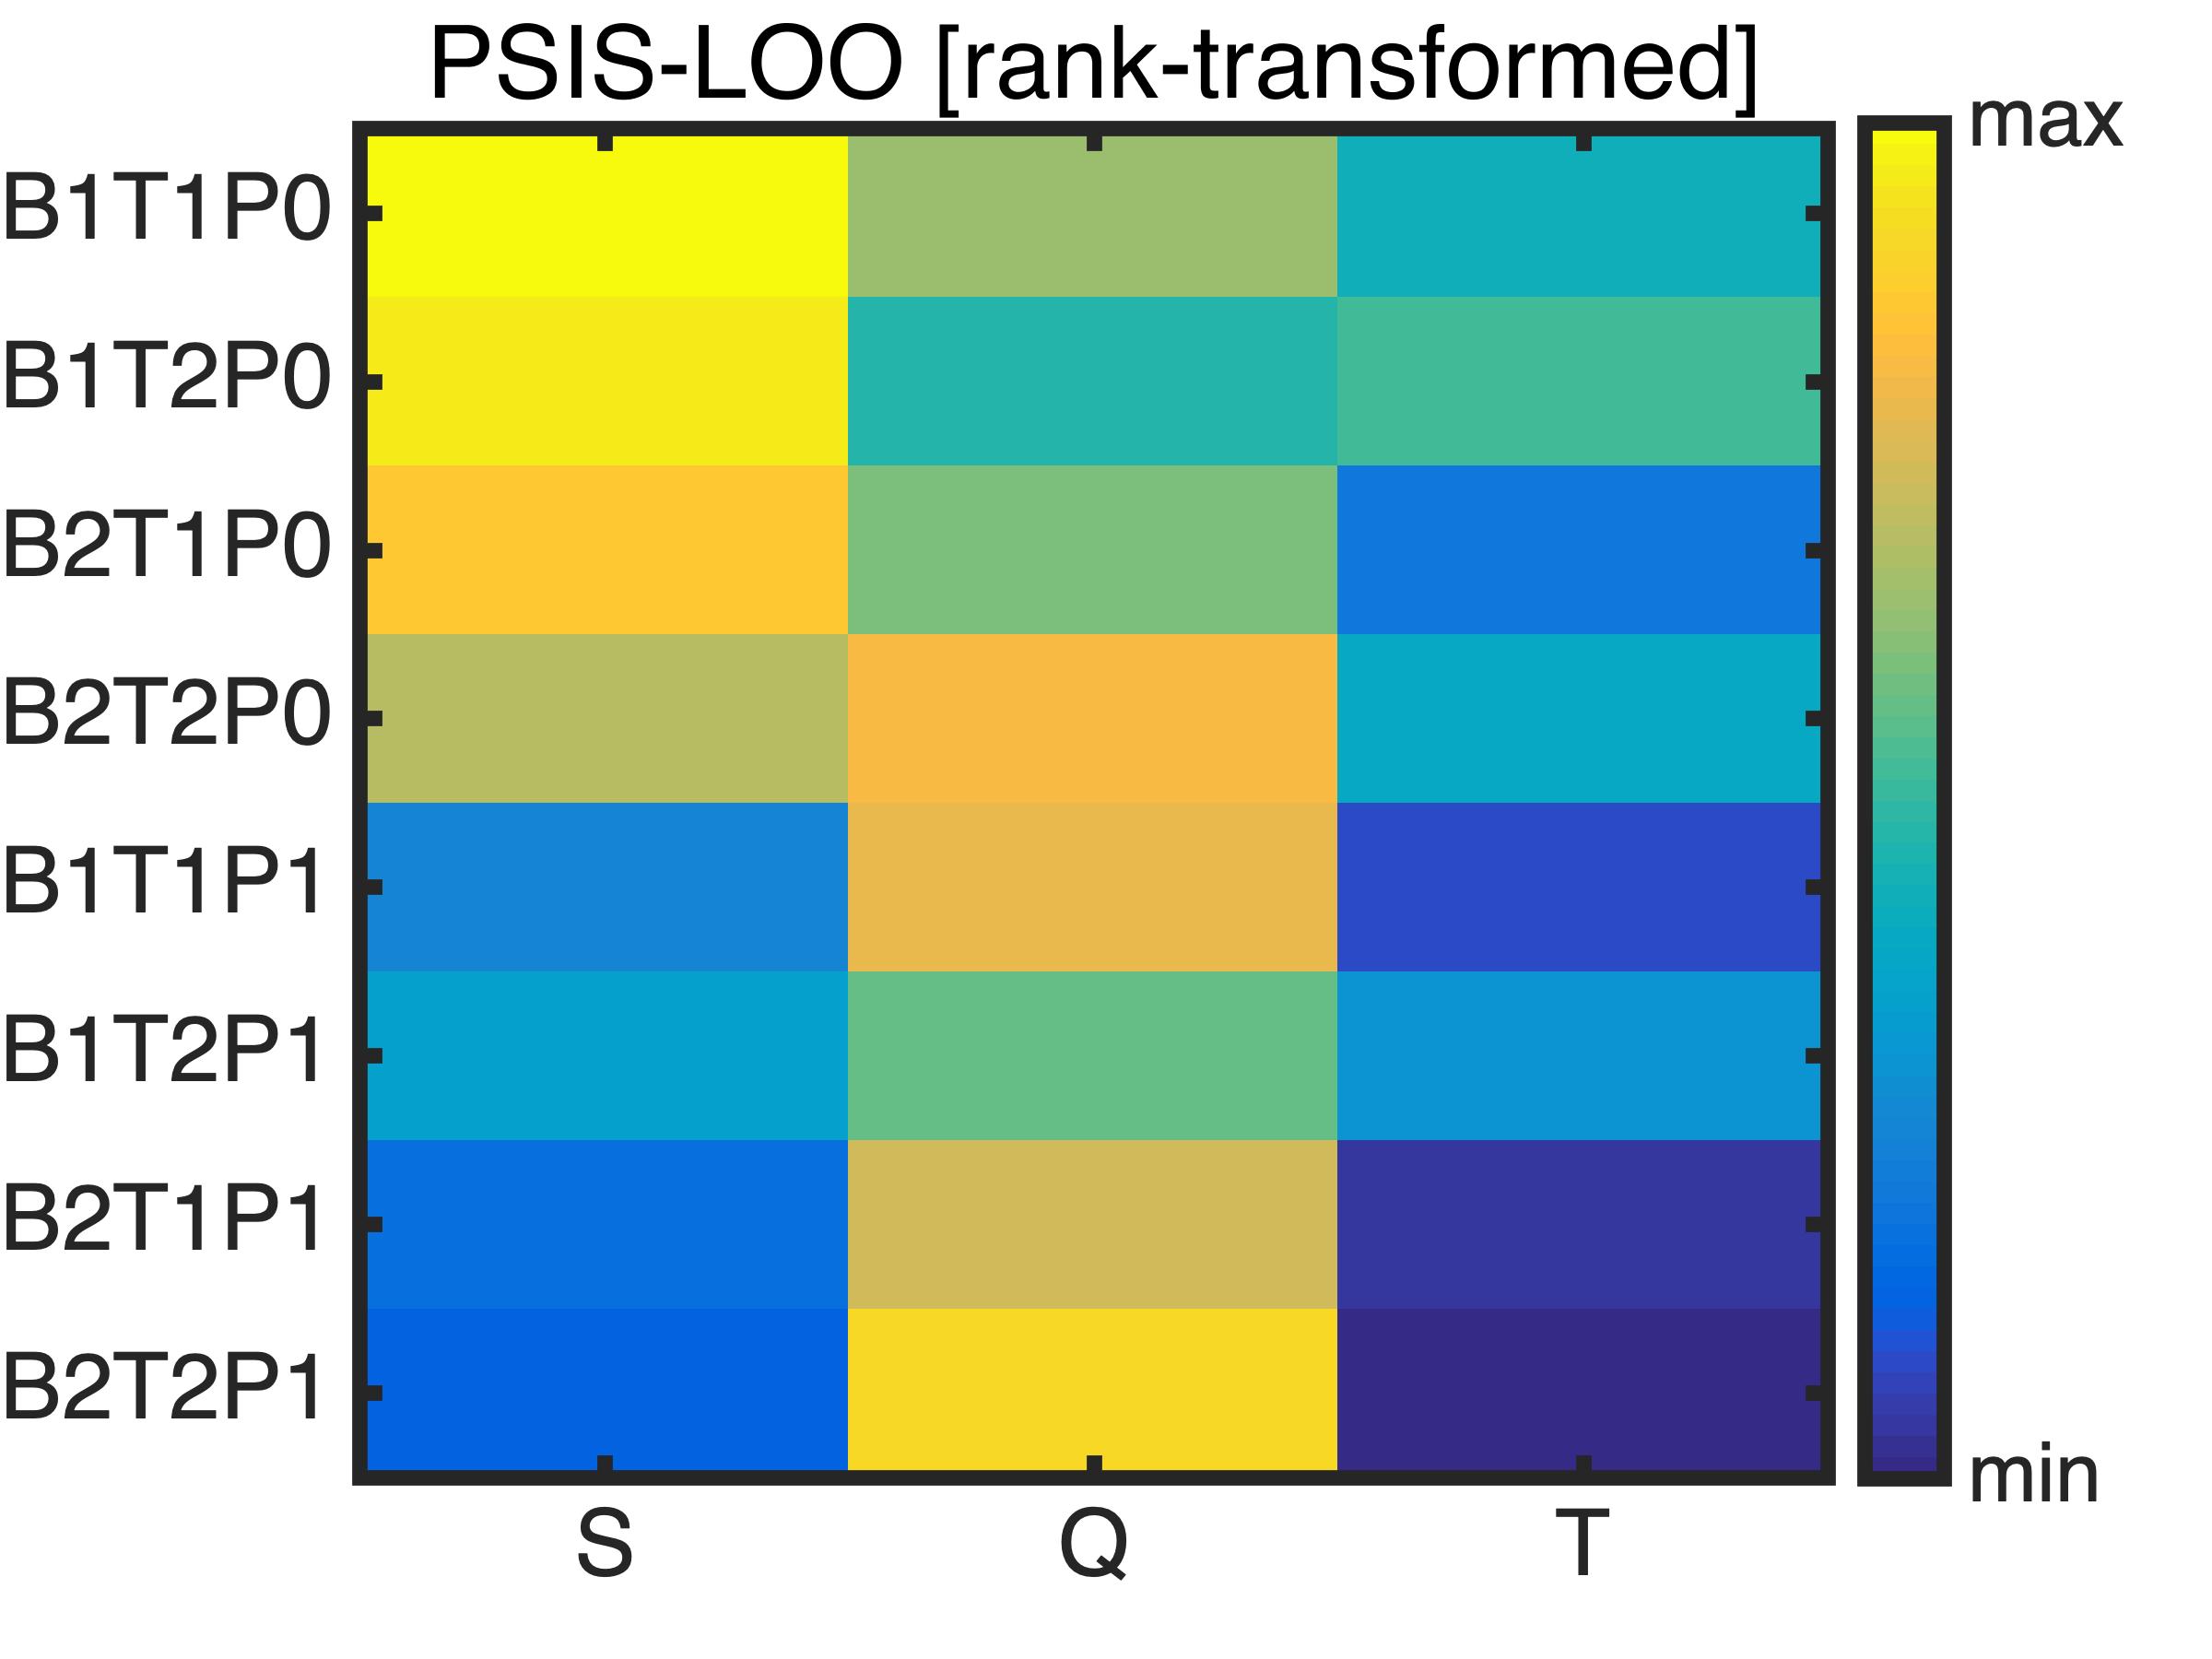 PSIS-LOO [rank-transformed]
max
B1T1P0
B1T2P0
B2T1P0
B2T2P0
B1T1P1
B1T2P1
B2T1P1
B2T2P1
min
S Q T